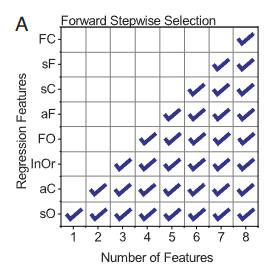 A
Forward Stepwise Selection
Regression Features
FC
sF
sC
aF
FO
InOr
aC
sO
1 2 3 4 5 6 7 8
Number of Features